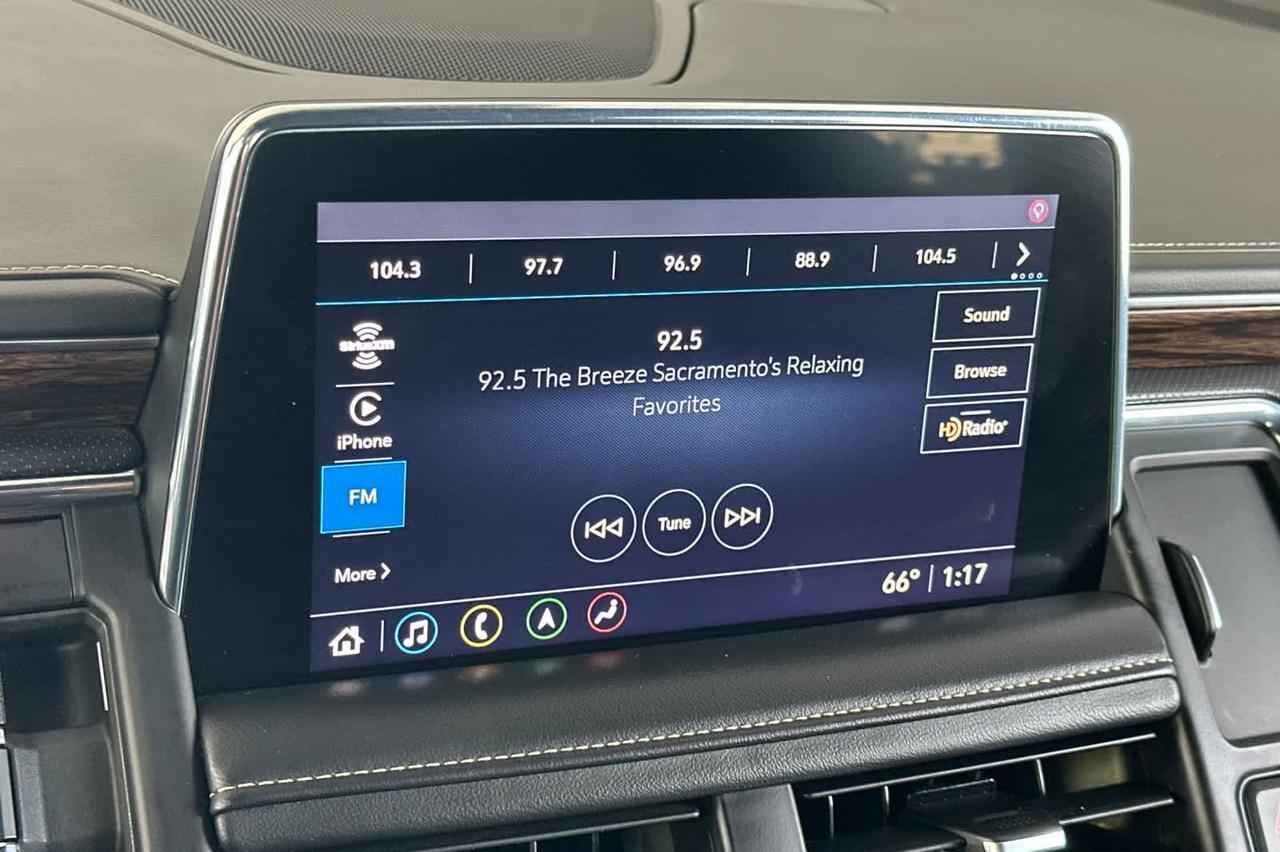 104.3 97.7 96.9 88.9 104.5
SiriusXM
92.5
92.5 The Breeze Sacramento's Relaxing
Favorites
Sound
Browse
HD Radio
iPhone
FM
Tune
More
66° 1:17